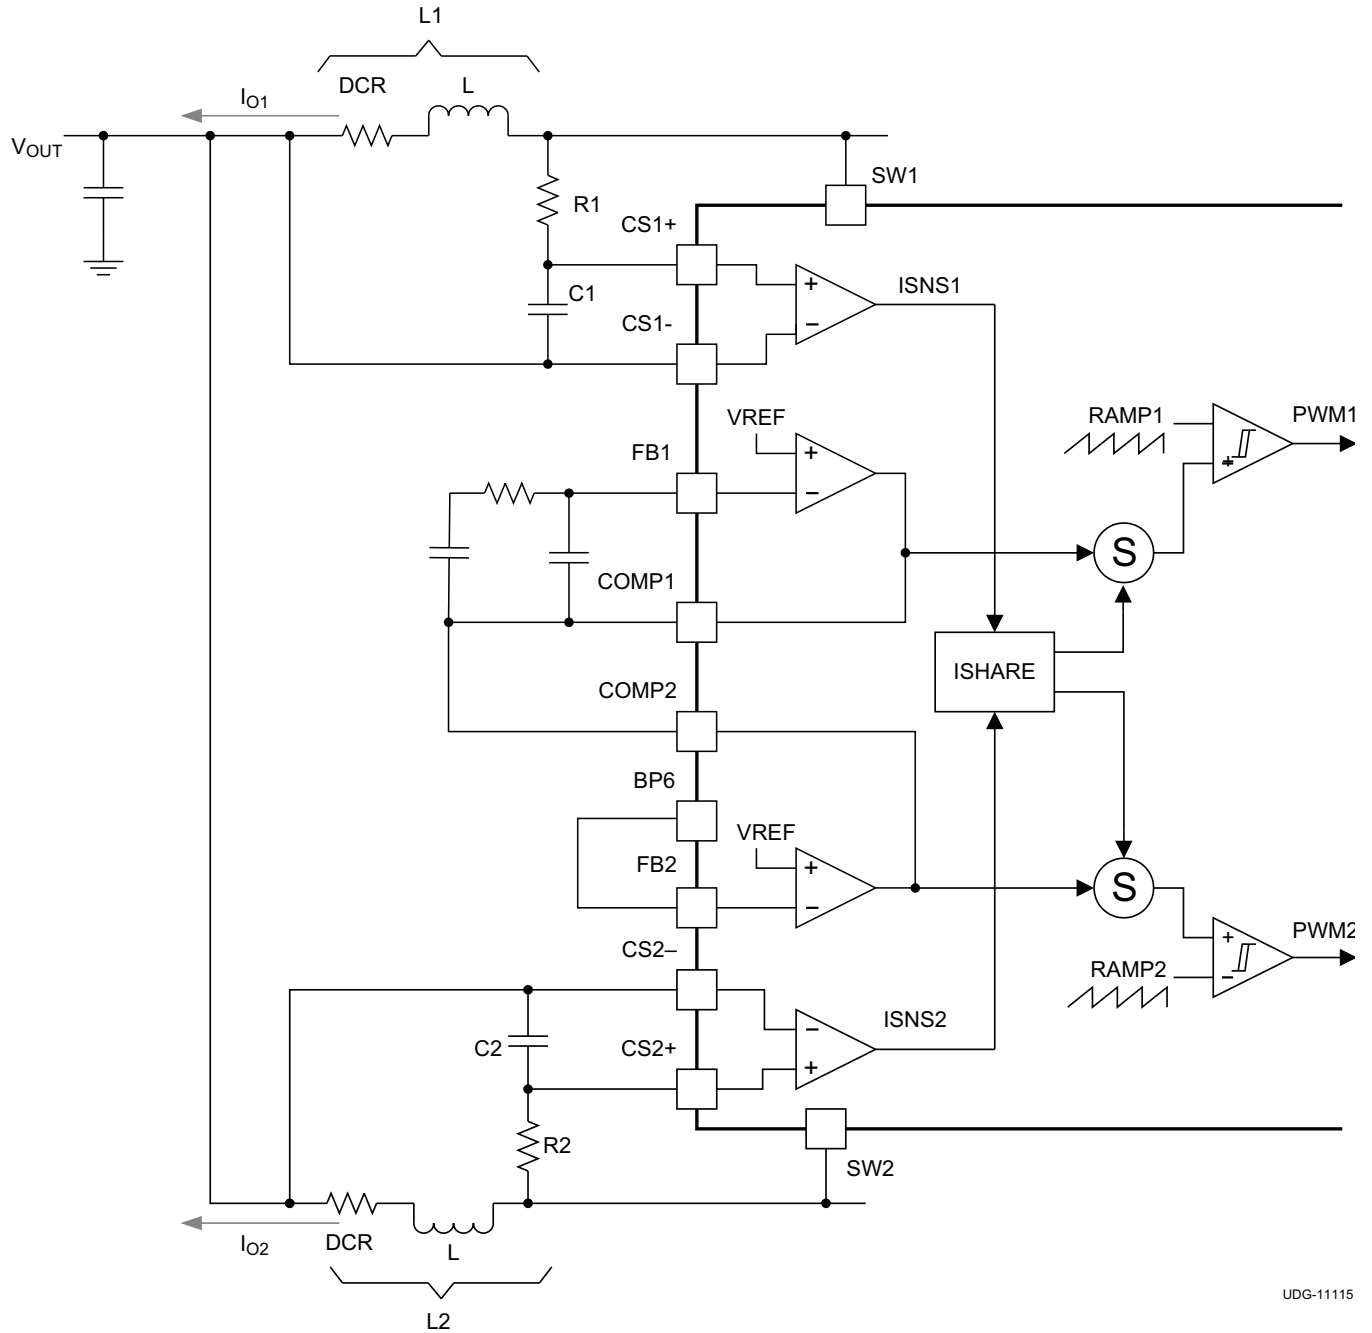 L1
DCR
L
IO1
VOUT
SW1
R1
CS1+
C1
ISNS1
+
−
CS1-
VREF
RAMP1
PWM1
FB1
+
−
+
S
COMP1
ISHARE
COMP2
BP6
VREF
FB2
+
−
S
CS2–
+
PWM2
RAMP2
−
ISNS2
C2
CS2+
−
+
R2
SW2
IO2
DCR
L
L2
UDG-11115